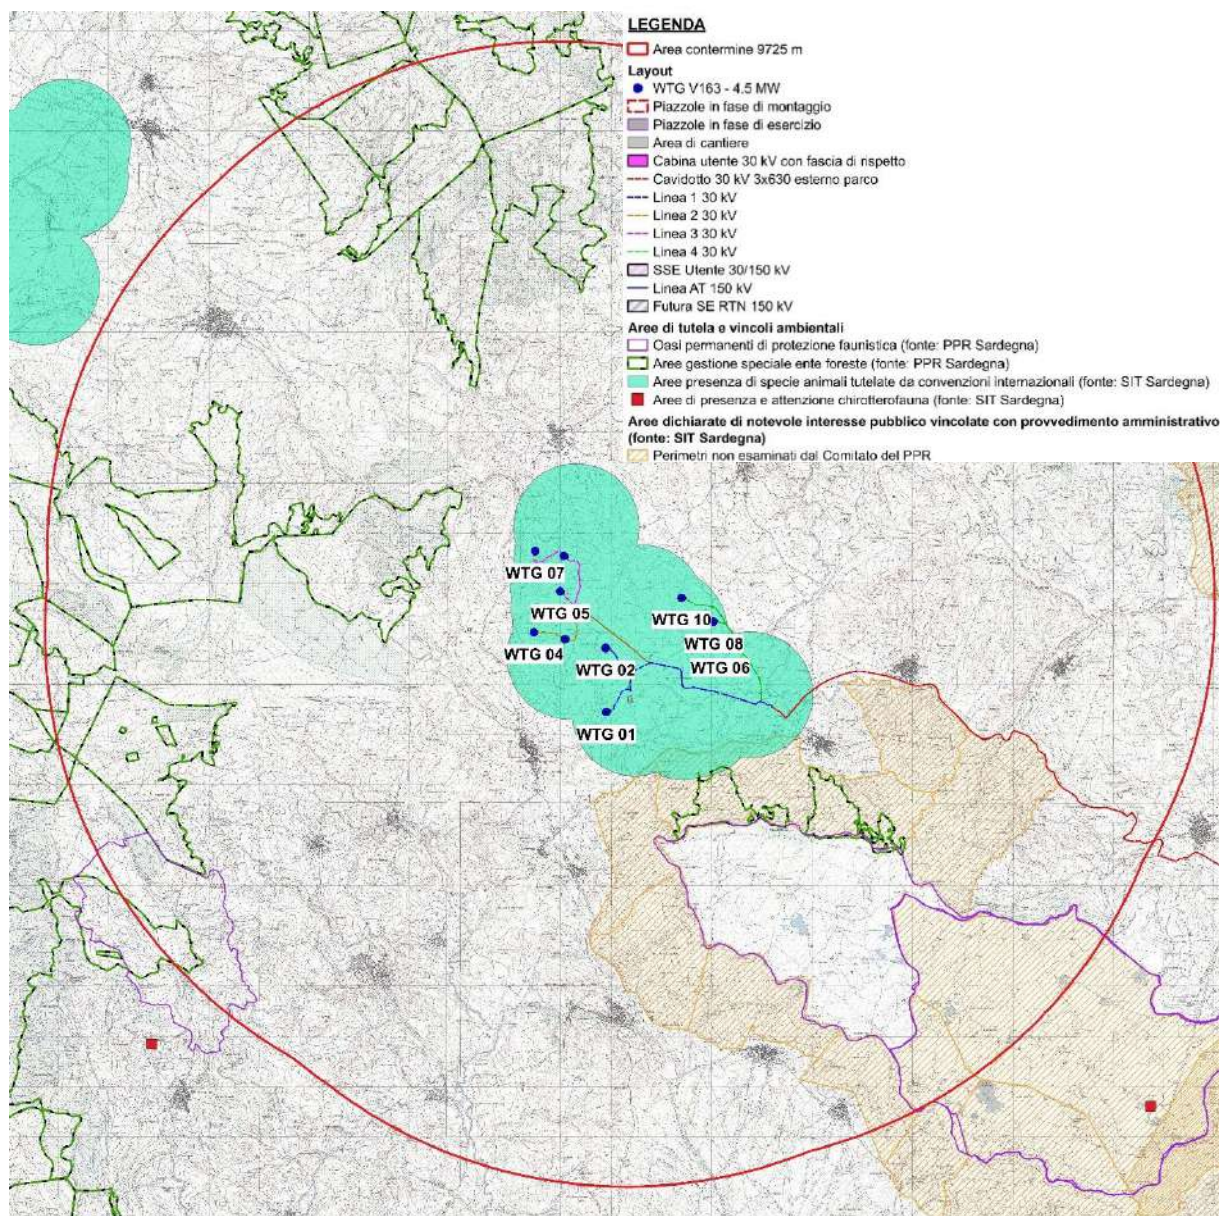 LEGENDA
Area contermine 9725 m
Layout
WTG V163 - 4.5 MW
Piazzole in fase di montaggio
Piazzole in fase di esercizio
Area di cantiere
Cabina utente 30 kV con fascia di rispetto
Cavidotto 30 kV 3x630 esterno parco
Linea 1 30 kV
Linea 2 30 kV
Linea 3 30 kV
Linea 4 30 kV
SSE Utente 30/150 kV
Linea AT 150 kV
Futura SE RTN 150 kV
Aree di tutela e vincoli ambientali
Oasi permanenti di protezione faunistica (fonte: PPR Sardegna)
Aree gestione speciale ente foreste (fonte: PPR Sardegna)
Aree presenza di specie animali tutelate da convenzioni internazionali (fonte: SIT Sardegna)
Aree di presenza e attenzione chirotterofauna (fonte: SIT Sardegna)
Aree dichiarate di notevole interesse pubblico vincolate con provvedimento amministrativo
(fonte: SIT Sardegna)
Perimetri non esaminati dal Comitato del PPR
WTG 07
WTG 05
WTG 10
WTG 08
WTG 04
WTG 02
WTG 06
WTG 01